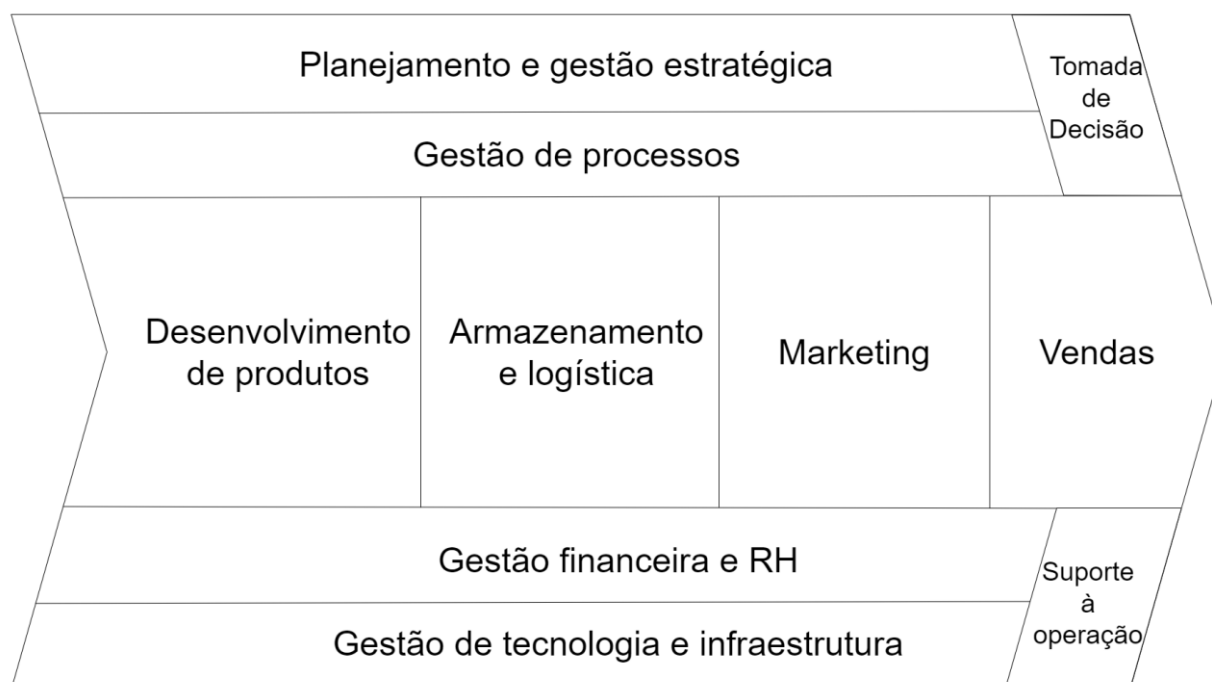 Planejamento e gestão estratégica
Tomada
de
Decisão
Gestão de processos
Desenvolvimento
de produtos
Armazenamento
e logística
Marketing
Vendas
Gestão financeira e RH
Suporte
à
operação
Gestão de tecnologia e infraestrutura